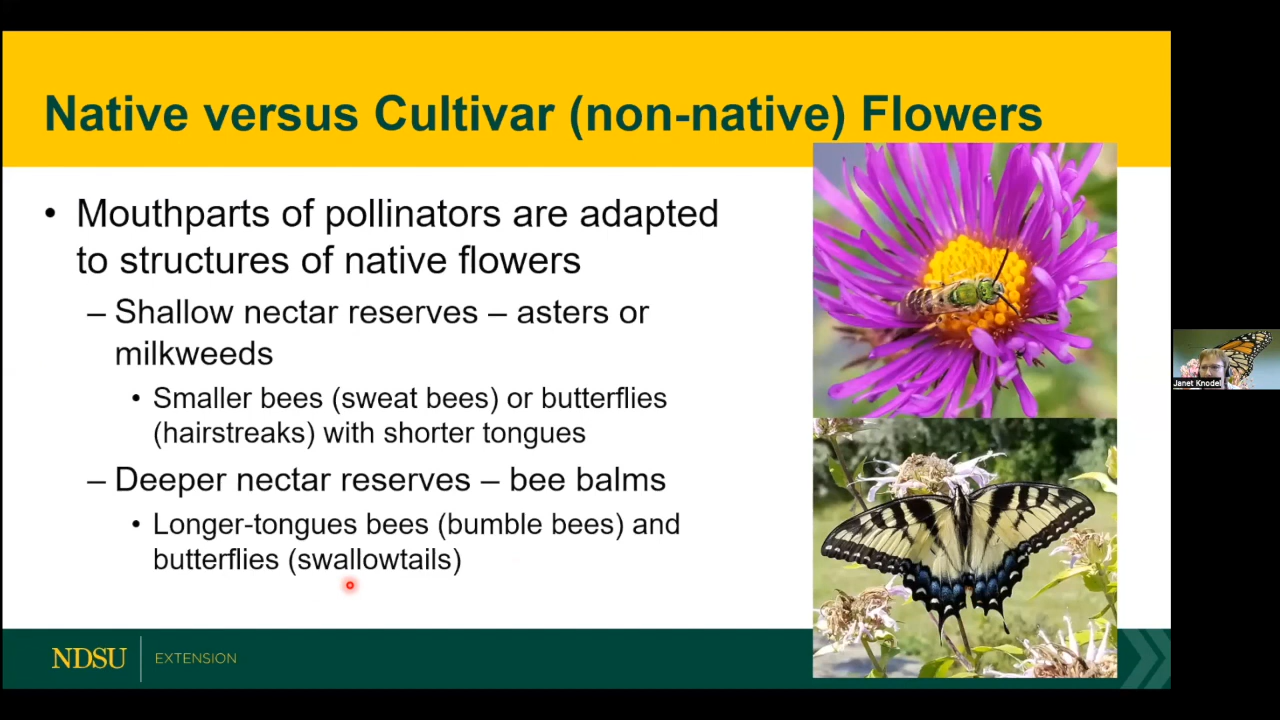 Native versus Cultivar (non-native) Flowers
• Mouthparts of pollinators are adapted
to structures of native flowers
– Shallow nectar reserves – asters or
milkweeds
• Smaller bees (sweat bees) or butterflies
(hairstreaks) with shorter tongues
– Deeper nectar reserves – bee balms
• Longer-tongues bees (bumble bees) and
butterflies (swallowtails)
NDSU EXTENSION
Janet Knodel